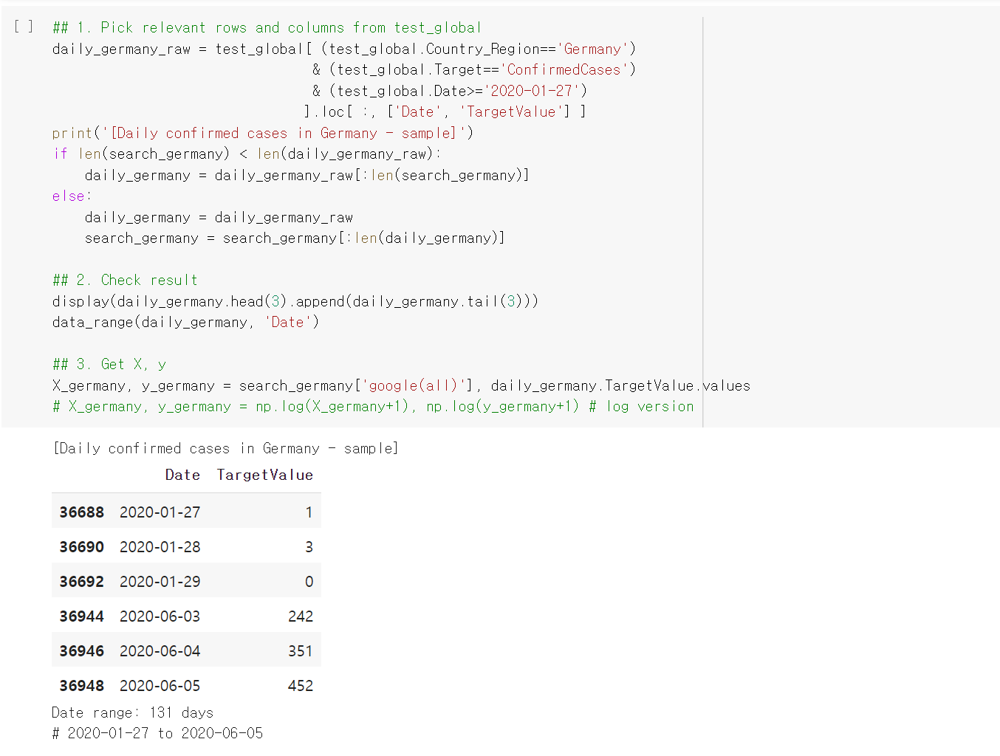 [ ] ## 1. Pick relevant rows and columns from test_global
daily_germany_raw = test_global[ (test_global.Country_Region=='Germany')
& (test_global.Target=='ConfirmedCases')
& (test_global.Date>='2020-01-27')
].loc[ :, ['Date', 'TargetValue'] ]
print('[Daily confirmed cases in Germany - sample]')
if len(search_germany) < len(daily_germany_raw):
    daily_germany = daily_germany_raw[:len(search_germany)]
else:
    daily_germany = daily_germany_raw
    search_germany = search_germany[:len(daily_germany)]
## 2. Check result
display(daily_germany.head(3).append(daily_germany.tail(3)))
data_range(daily_germany, 'Date')
## 3. Get X, y
X_germany, y_germany = search_germany['google(all)'], daily_germany.TargetValue.values
# X_germany, y_germany = np.log(X_germany+1), np.log(y_germany+1) # log version
[Daily confirmed cases in Germany - sample]
Date TargetValue
36688 2020-01-27 1
36690 2020-01-28 3
36692 2020-01-29 0
36944 2020-06-03 242
36946 2020-06-04 351
36948 2020-06-05 452
Date range: 131 days
# 2020-01-27 to 2020-06-05